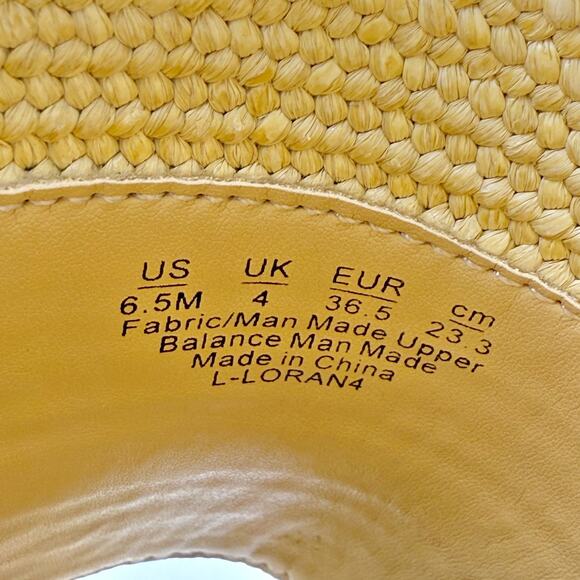 US UK EUR cm
6.5M 4 36.5 23.3
Fabric/Man Made Upper
Balance Man Made
Made in China
L-LORAN4